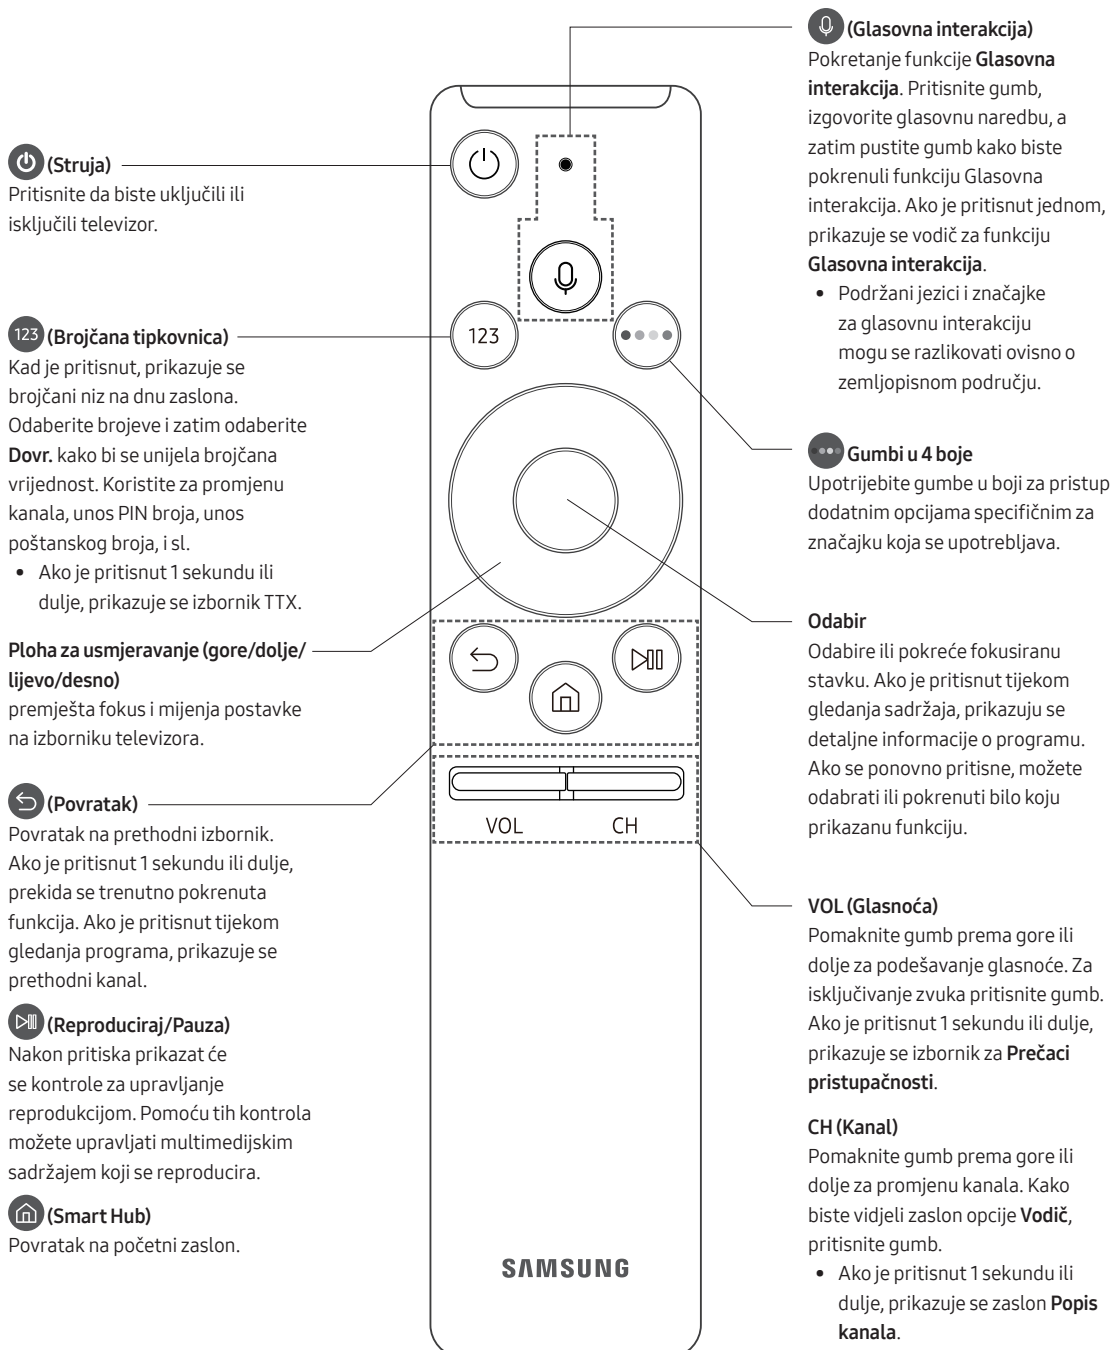 (Struja)
Pritisnite da biste uključili ili
isključili televizor.
123 (Brojčana tipkovnica)
Kad je pritisnut, prikazuje se
brojčani niz na dnu zaslona.
Odaberite brojeve i zatim odaberite
Dovr. kako bi se unijela brojčana
vrijednost. Koristite za promjenu
kanala, unos PIN broja, unos
poštanskog broja, i sl.
• Ako je pritisnut 1 sekundu ili
dulje, prikazuje se izbornik TTX.
Ploha za usmjeravanje (gore/dolje/
lijevo/desno)
premješta fokus i mijenja postavke
na izborniku televizora.
(Povratak)
Povratak na prethodni izbornik.
Ako je pritisnut 1 sekundu ili dulje,
prekida se trenutno pokrenuta
funkcija. Ako je pritisnut tijekom
gledanja programa, prikazuje se
prethodni kanal.
(Reproduciraj/Pauza)
Nakon pritiska prikazat će
se kontrole za upravljanje
reprodukcijom. Pomoću tih kontrola
možete upravljati multimedijskim
sadržajem koji se reproducira.
(Smart Hub)
Povratak na početni zaslon.
123
VOL CH
SAMSUNG
(Glasovna interakcija)
Pokretanje funkcije Glasovna
interakcija. Pritisnite gumb,
izgovorite glasovnu naredbu, a
zatim pustite gumb kako biste
pokrenuli funkciju Glasovna
interakcija. Ako je pritisnut jednom,
prikazuje se vodič za funkciju
Glasovna interakcija.
• Podržani jezici i značajke
za glasovnu interakciju
mogu se razlikovati ovisno o
zemljopisnom području.
Gumbi u 4 boje
Upotrijebite gumbe u boji za pristup
dodatnim opcijama specifičnim za
značajku koja se upotrebljava.
Odabir
Odabire ili pokreće fokusiranu
stavku. Ako je pritisnut tijekom
gledanja sadržaja, prikazuju se
detaljne informacije o programu.
Ako se ponovno pritisne, možete
odabrati ili pokrenuti bilo koju
prikazanu funkciju.
VOL (Glasnoća)
Pomaknite gumb prema gore ili
dolje za podešavanje glasnoće. Za
isključivanje zvuka pritisnite gumb.
Ako je pritisnut 1 sekundu ili dulje,
prikazuje se izbornik za Prečaci
pristupačnosti.
CH (Kanal)
Pomaknite gumb prema gore ili
dolje za promjenu kanala. Kako
biste vidjeli zaslon opcije Vodič,
pritisnite gumb.
• Ako je pritisnut 1 sekundu ili
dulje, prikazuje se zaslon Popis
kanala.